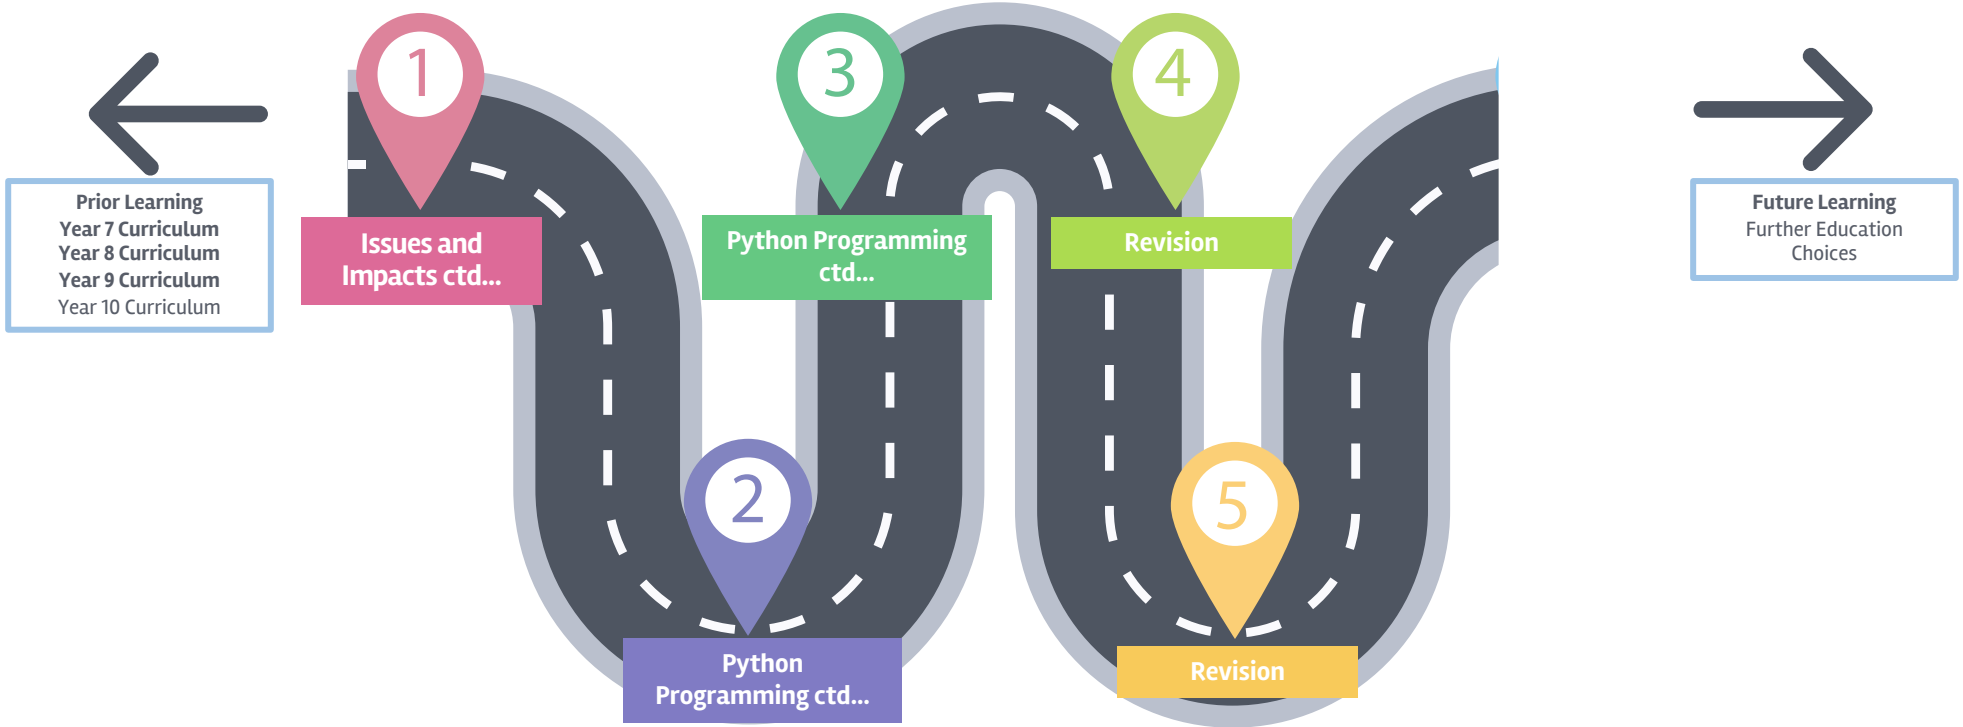 Prior Learning
Year 7 Curriculum
Year 8 Curriculum
Year 9 Curriculum
Year 10 Curriculum
1
Issues and
Impacts ctd...
2
Python
Programming ctd...
3
Python Programming
ctd...
4
Revision
5
Revision
Future Learning
Further Education
Choices